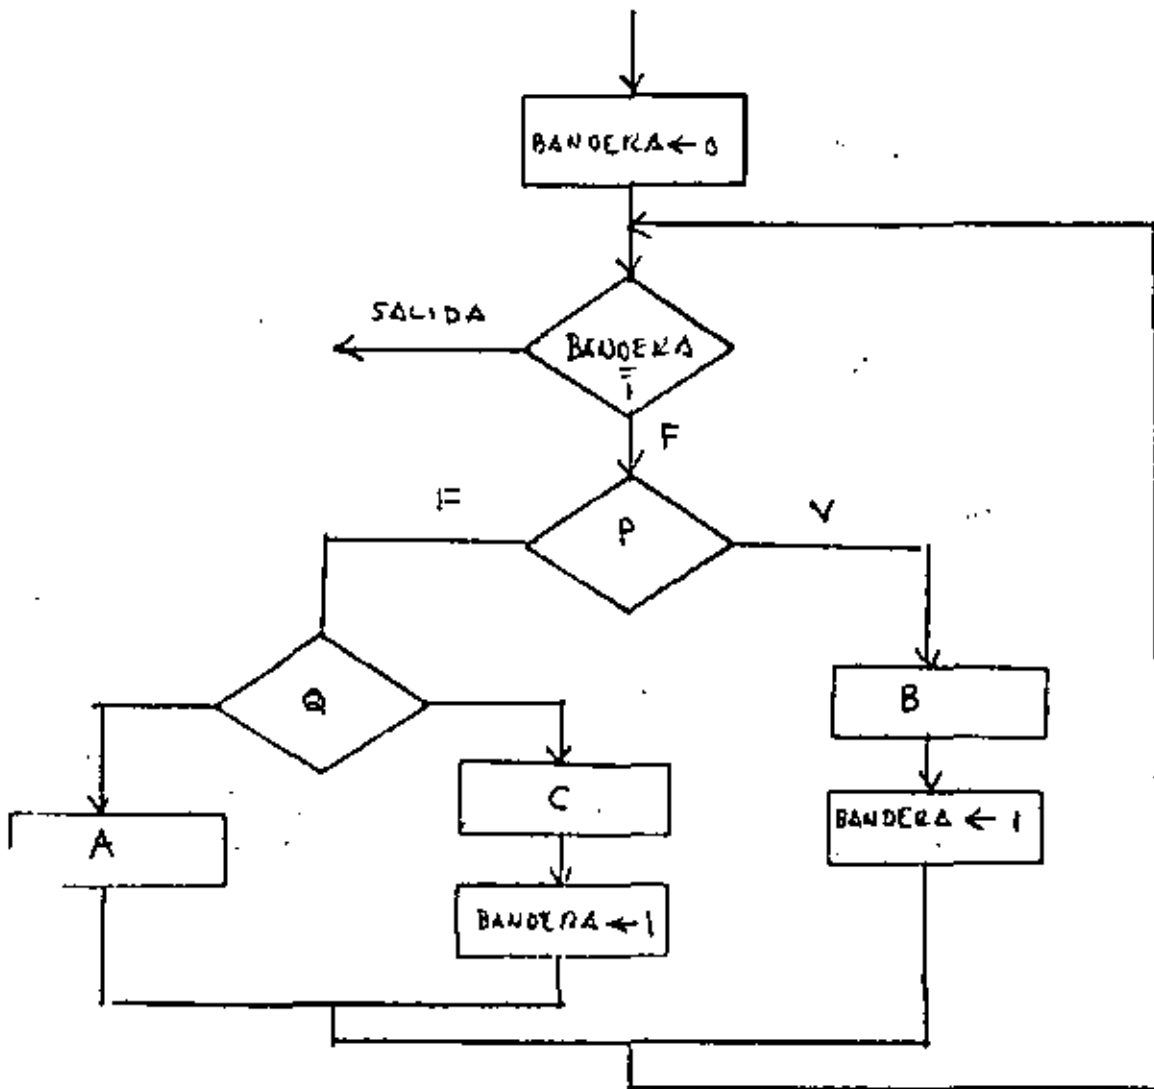 BANDERA ← 0
SALIDA
BANDERA
=
1
F
F
P
V
Q
B
C
A
BANDERA ← 1
BANDERA ← 1